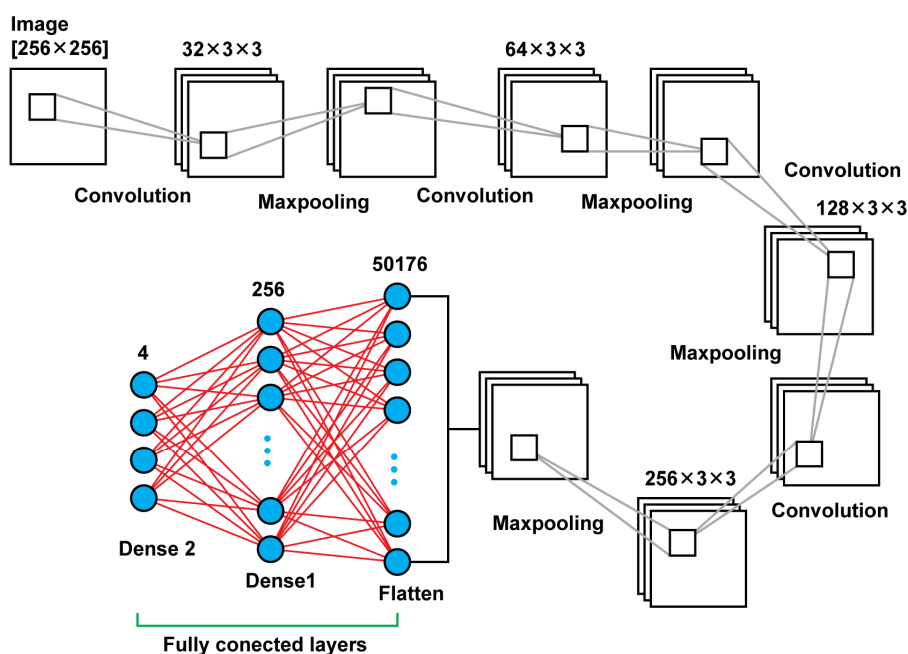 Image
[256×256]
32×3×3
64×3×3
Convolution
Maxpooling
Convolution
Maxpooling
Convolution
128×3×3
Maxpooling
Convolution
256×3×3
Maxpooling
50176
256
4
Dense 2
Dense1
Flatten
Fully conected layers